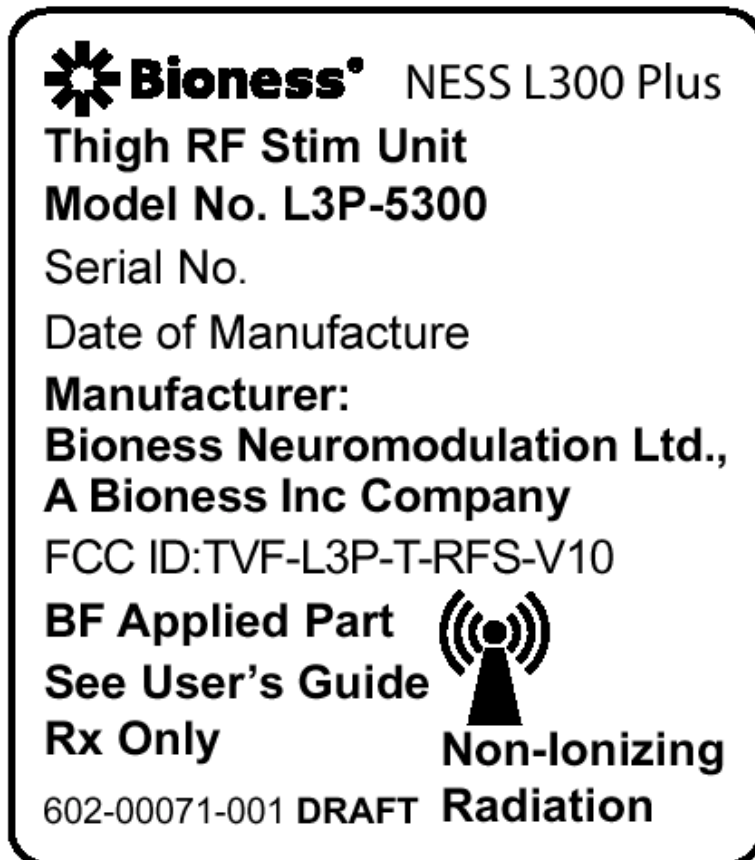 Bioness® NESS L300 Plus
Thigh RF Stim Unit
Model No. L3P-5300
Serial No.
Date of Manufacture
Manufacturer:
Bioness Neuromodulation Ltd.,
A Bioness Inc Company
FCC ID:TVF-L3P-T-RFS-V10
BF Applied Part
See User’s Guide
Rx Only
Non-Ionizing
Radiation
602-00071-001 DRAFT